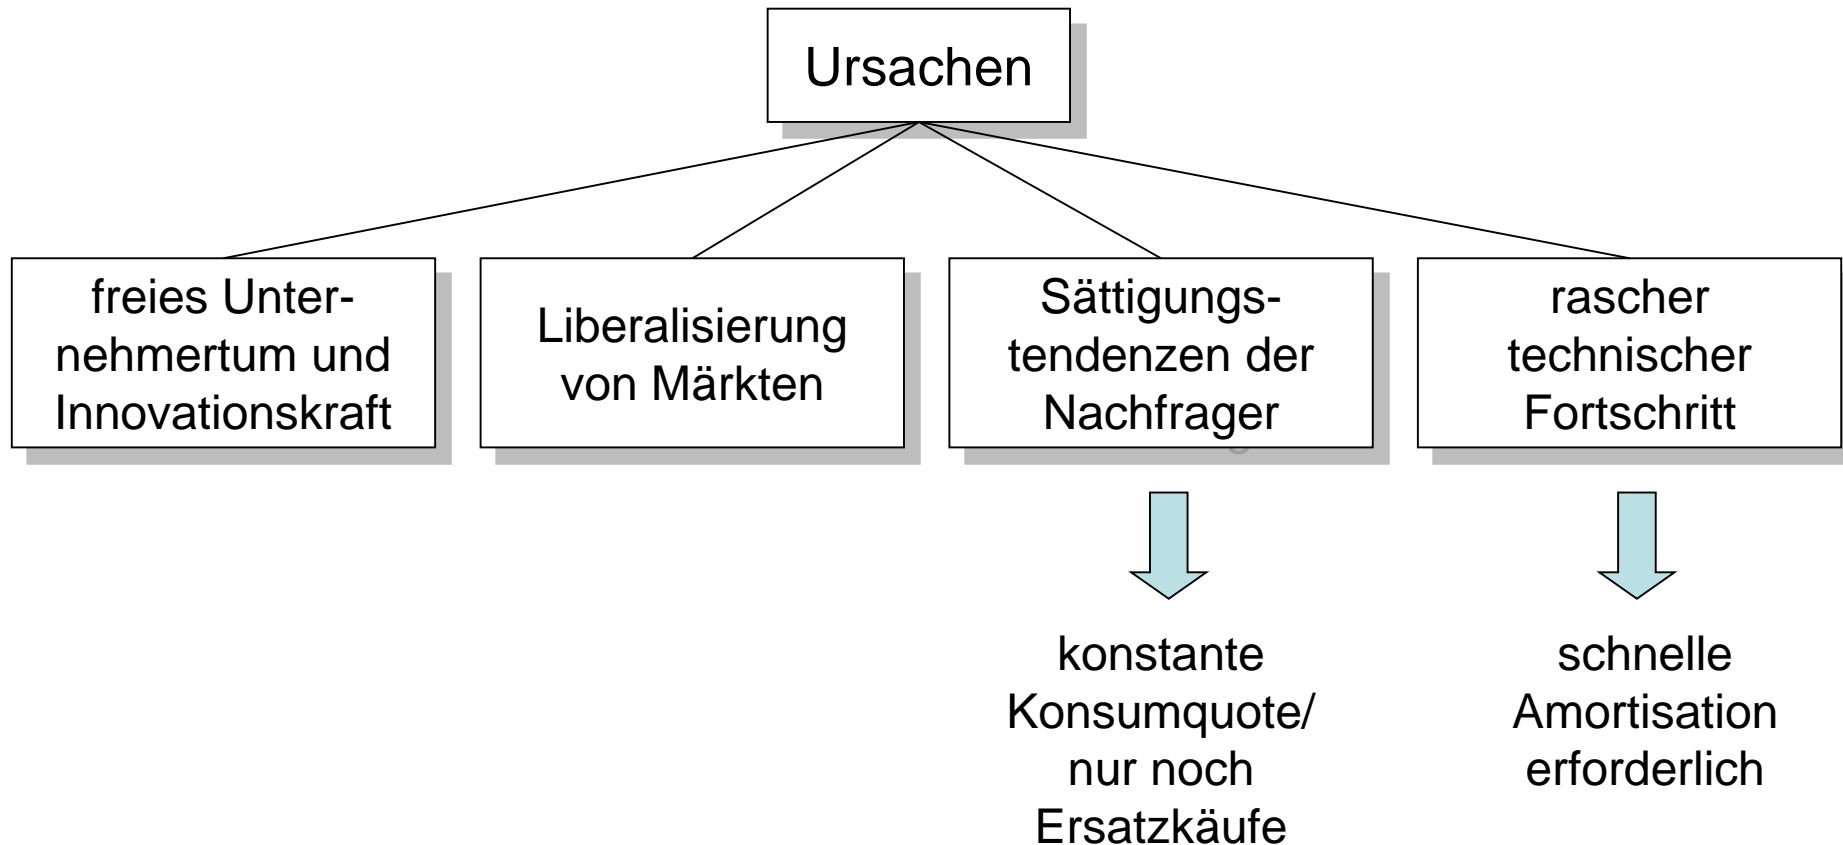 Ursachen
freies Unter-
nehmertum und
Innovationskraft
Liberalisierung
von Märkten
Sättigungs-
tendenzen der
Nachfrager
rascher
technischer
Fortschritt
konstante
Konsumquote/
nur noch
Ersatzkäufe
schnelle
Amortisation
erforderlich